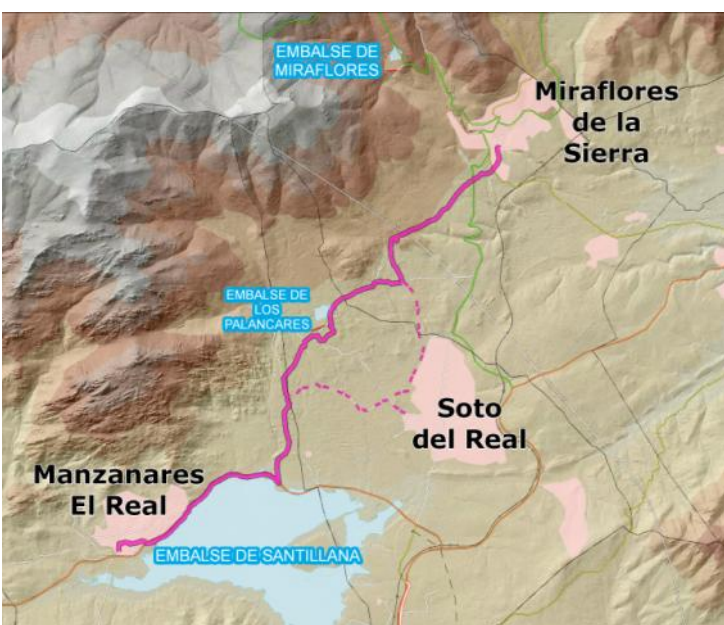 EMBALSE DE
MIRAFLORES
Miraflores
de la
Sierra
EMBALSE DE
LOS
PALANCARES
Soto
del Real
Manzanares
El Real
EMBALSE DE SANTILLANA